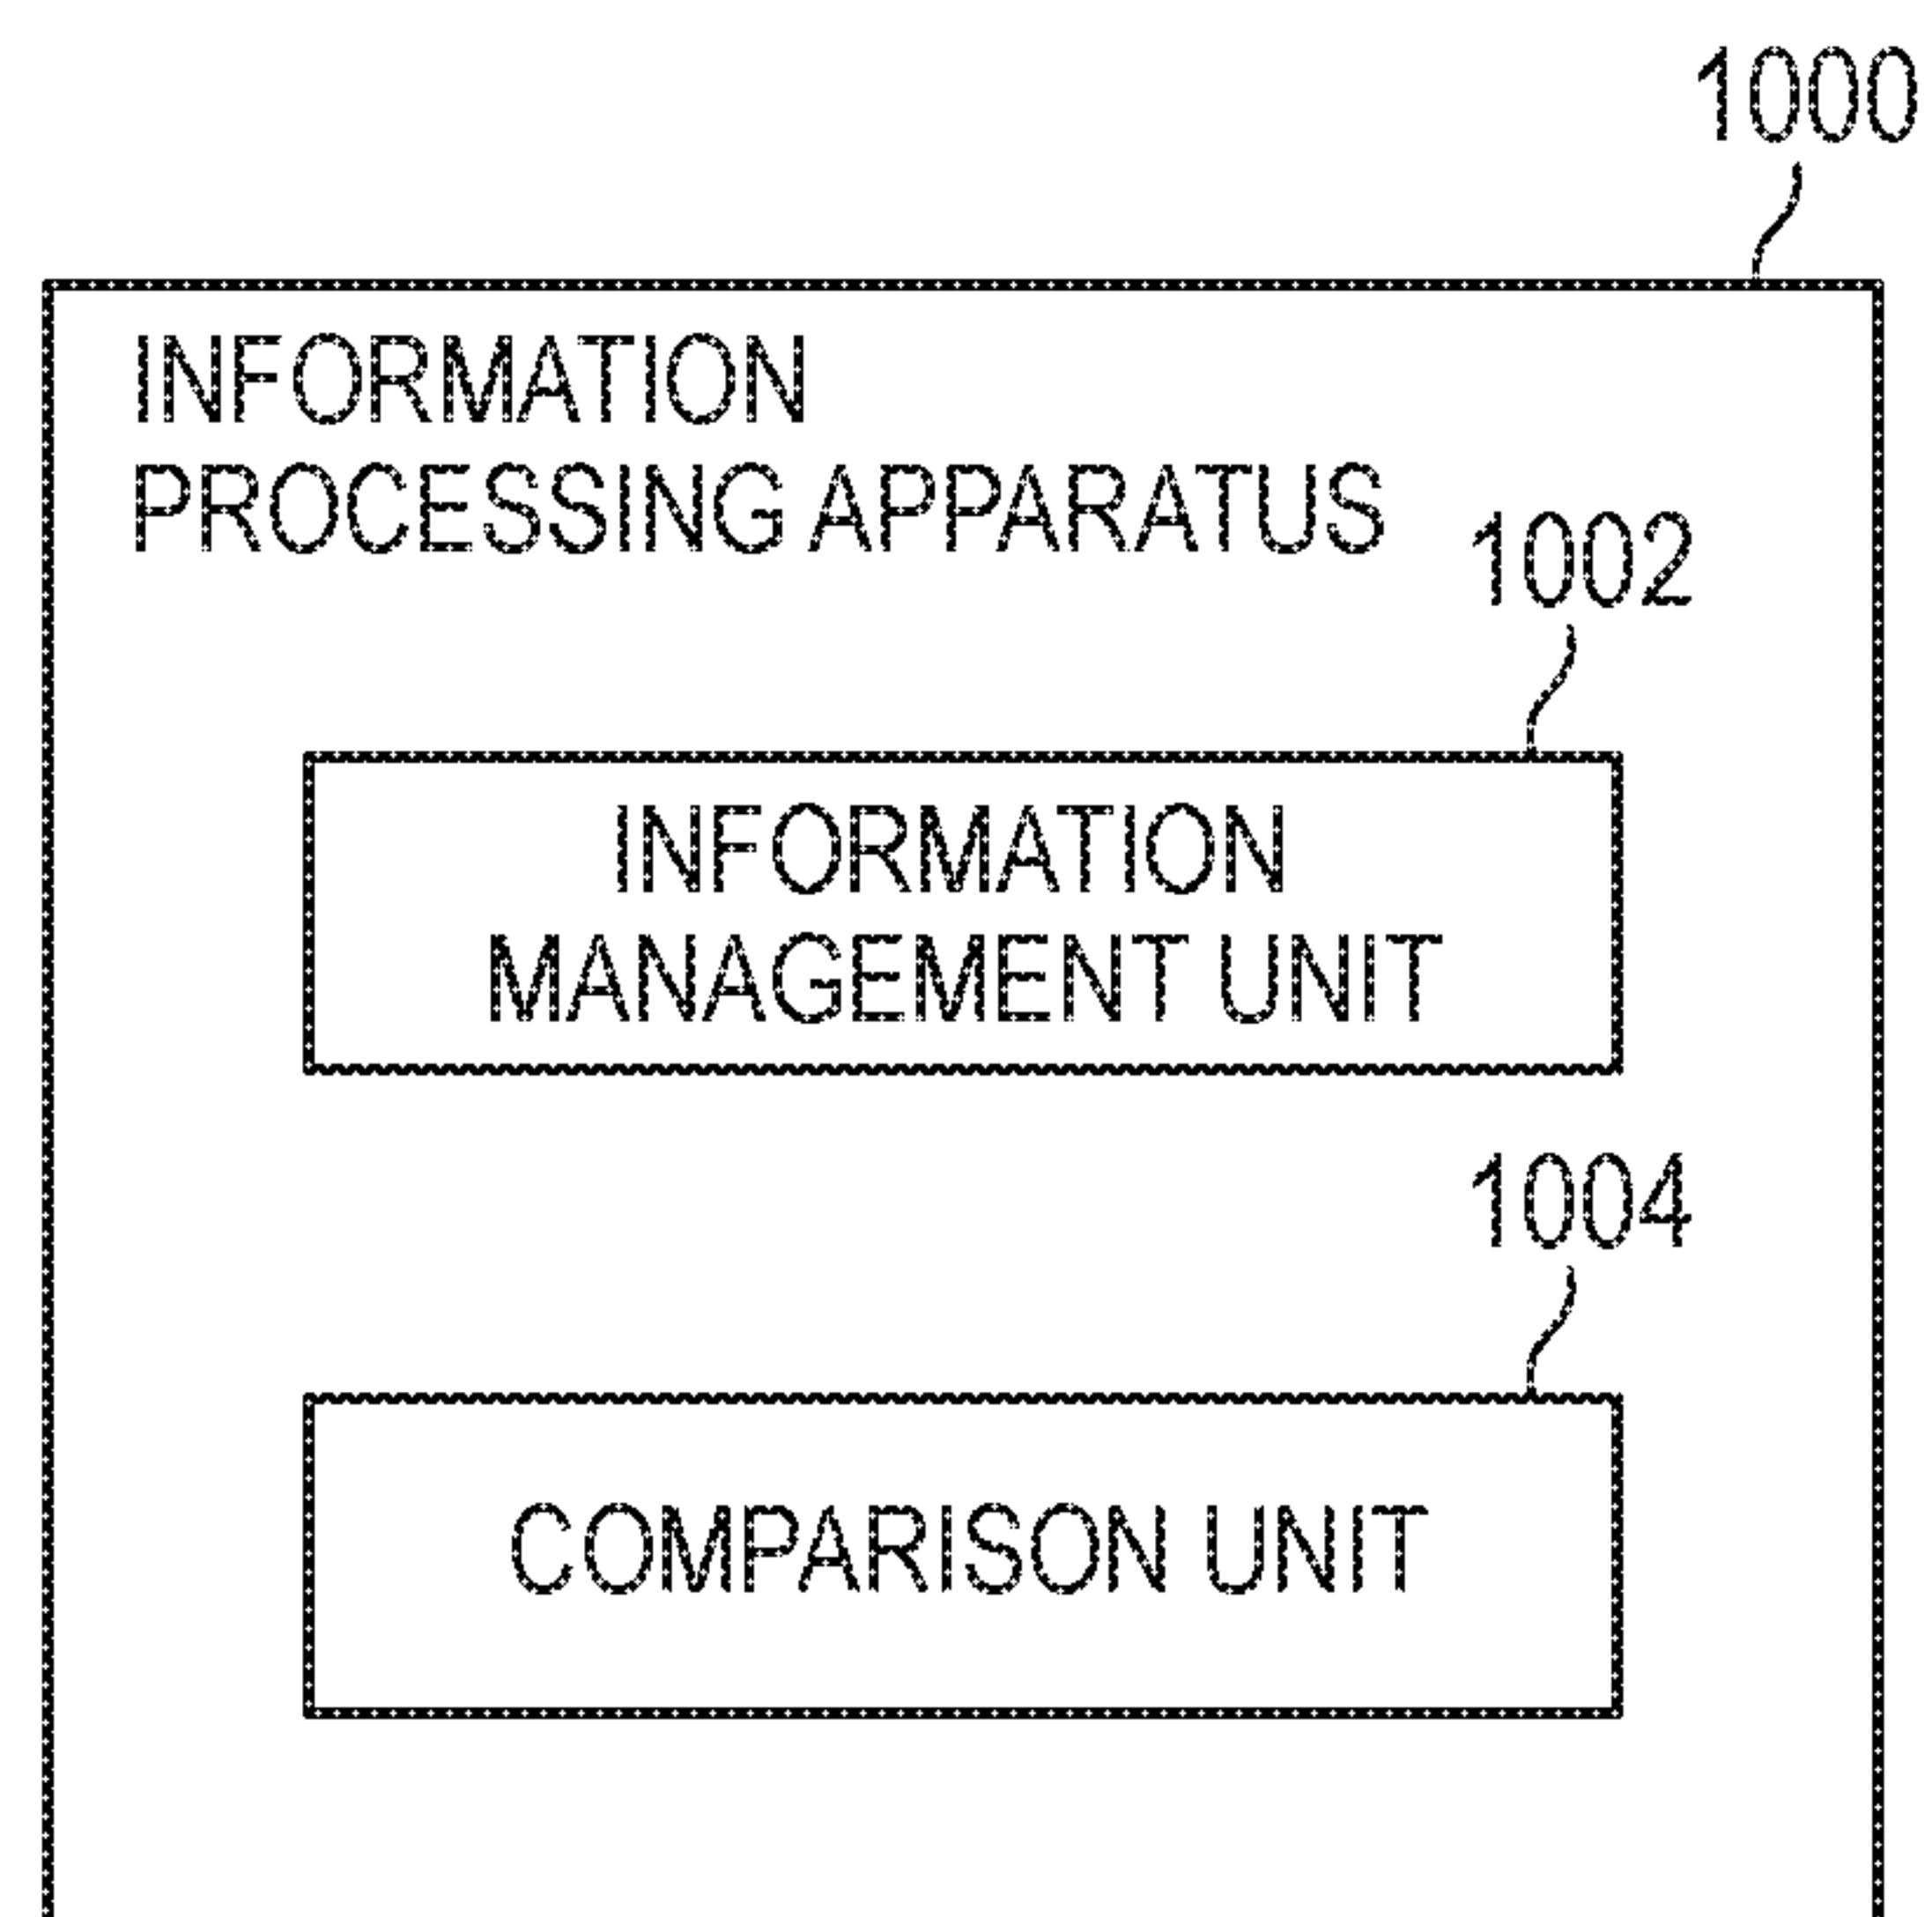 1000
INFORMATION
PROCESSING APPARATUS
1002
INFORMATION
MANAGEMENT UNIT
1004
COMPARISON UNIT